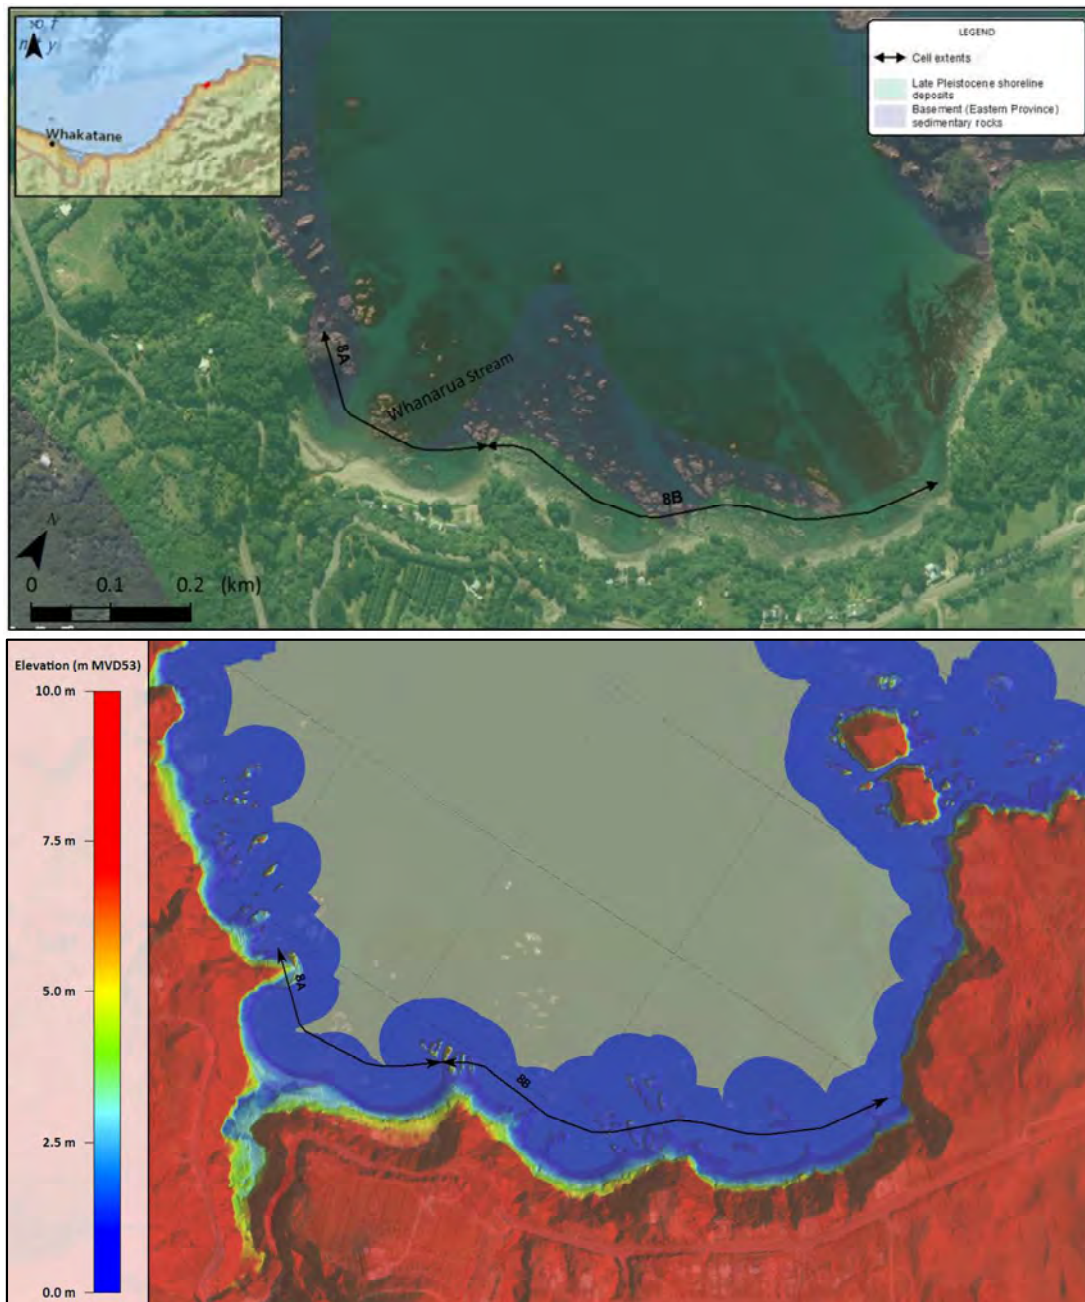 Whakatane
LEGEND
Cell extents
Late Pleistocene shoreline
deposits
Basement (Eastern Province)
sedimentary rocks
8A
Whanarua Stream
8B
N
0 0.1 0.2 (km)
Elevation (m MVD53)
10.0 m
7.5 m
5.0 m
2.5 m
0.0 m
8A
8B